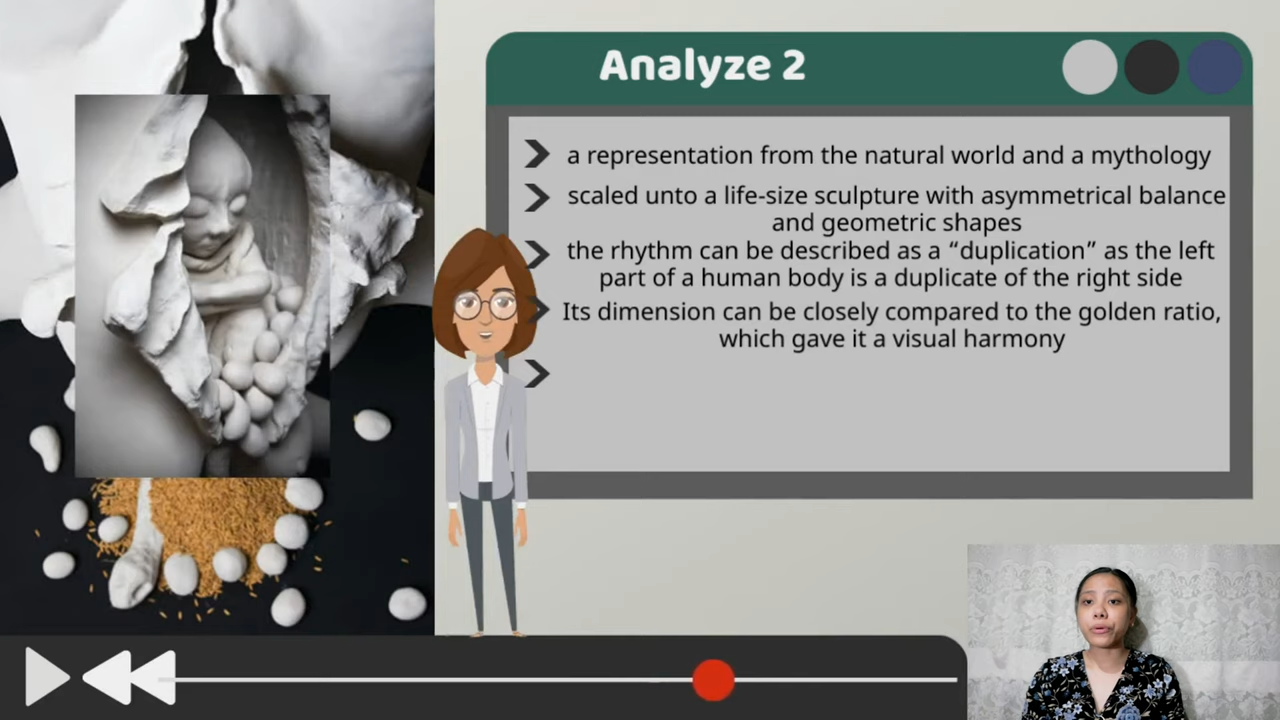 Analyze 2
a representation from the natural world and a mythology
scaled unto a life-size sculpture with asymmetrical balance
and geometric shapes
the rhythm can be described as a “duplication” as the left
part of a human body is a duplicate of the right side
Its dimension can be closely compared to the golden ratio,
which gave it a visual harmony